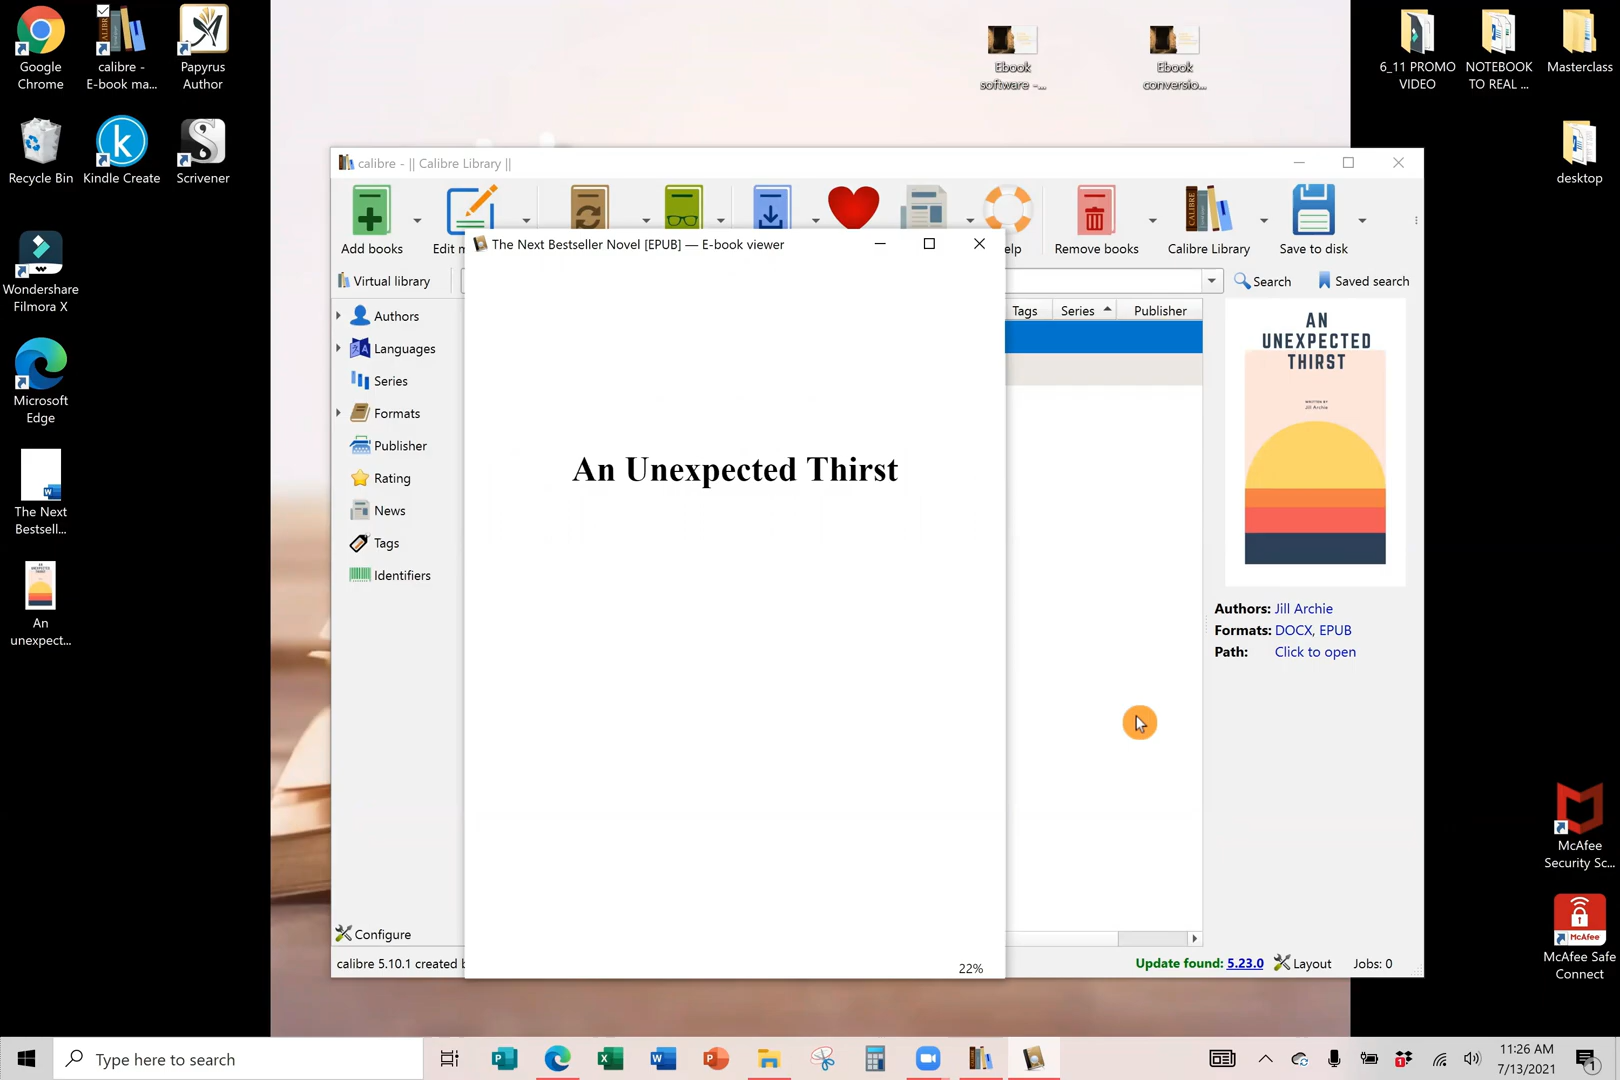 Google
Chrome
calibre -
E-book ma...
Papyrus
Author
Recycle Bin
Kindle Create
Scrivener
Wondershare
Filmora X
Microsoft
Edge
The Next
Bestsell...
An
unexpect...
Ebook
software -...
Ebook
conversio...
6_11 PROMO
VIDEO
NOTEBOOK
TO REAL ...
Masterclass
desktop
McAfee
Security Sc...
McAfee
McAfee Safe
Connect
calibre - || Calibre Library ||
Add books
Edit m
elp
Remove books
CALIBRE
Calibre Library
Save to disk
Virtual library
Search
Saved search
Authors
Languages
Series
Formats
Publisher
Rating
News
Tags
Identifiers
Configure
calibre 5.10.1 created b
The Next Bestseller Novel [EPUB] — E-book viewer
An Unexpected Thirst
22%
Tags
Series
Publisher
AN
UNEXPECTED
THIRST
WRITTEN BY
Jill Archie
Authors: Jill Archie
Formats: DOCX, EPUB
Path: Click to open
Update found: 5.23.0
Layout
Jobs: 0
Type here to search
11:26 AM
7/13/2021